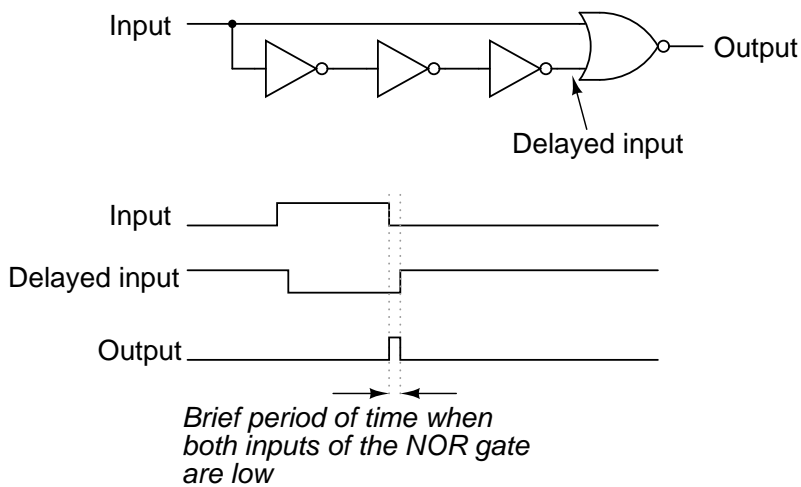 Input
Output
Delayed input
Input
Delayed input
Output
Brief period of time when
both inputs of the NOR gate
are low